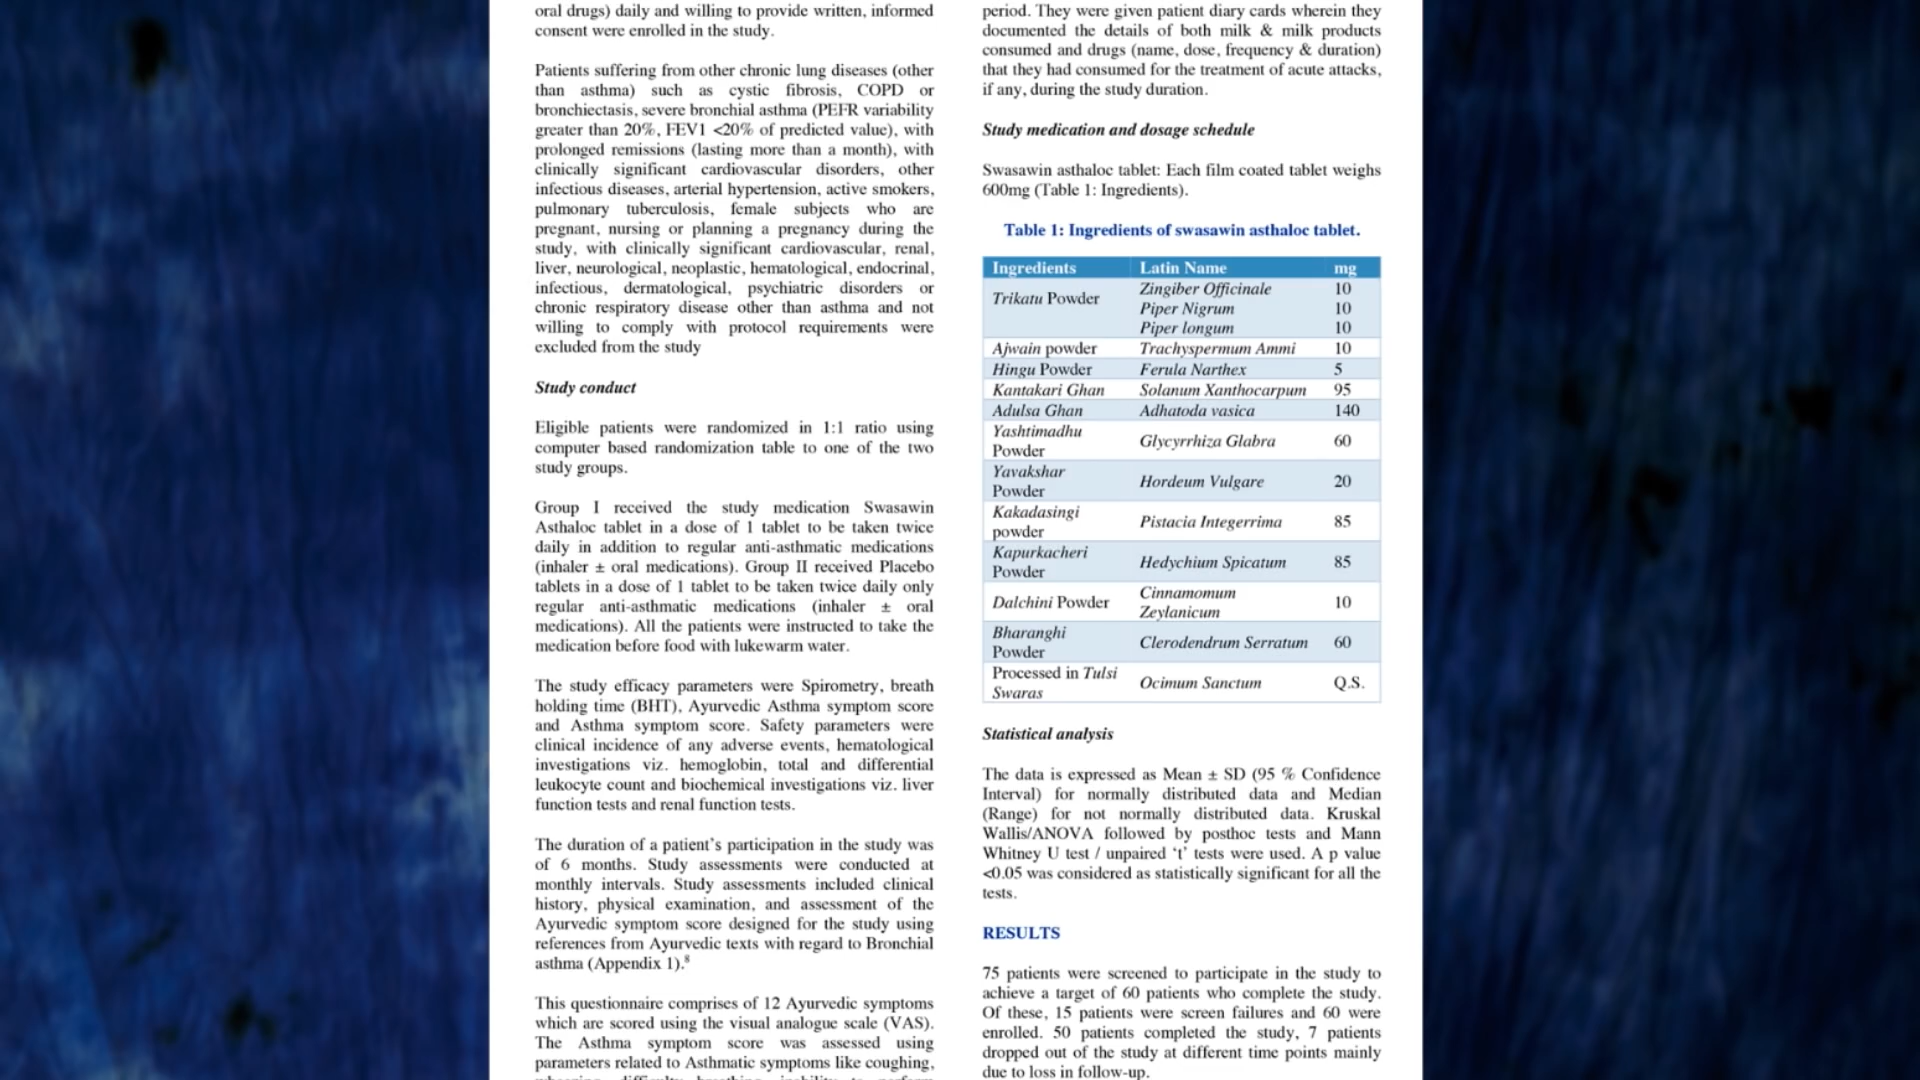 oral drugs) daily and willing to provide written, informed
consent were enrolled in the study.
Patients suffering from other chronic lung diseases (other
than asthma) such as cystic fibrosis, COPD or
bronchiectasis, severe bronchial asthma (PEFR variability
greater than 20%, FEV1 <20% of predicted value), with
prolonged remissions (lasting more than a month), with
clinically significant cardiovascular disorders, other
infectious diseases, arterial hypertension, active smokers,
pulmonary tuberculosis, female subjects who are
pregnant, nursing or planning a pregnancy during the
study, with clinically significant cardiovascular, renal,
liver, neurological, neoplastic, hematological, endocrinal,
infectious, dermatological, psychiatric disorders or
chronic respiratory disease other than asthma and not
willing to comply with protocol requirements were
excluded from the study
Study conduct
Eligible patients were randomized in 1:1 ratio using
computer based randomization table to one of the two
study groups.
Group I received the study medication Swasawin
Asthaloc tablet in a dose of 1 tablet to be taken twice
daily in addition to regular anti-asthmatic medications
(inhaler ± oral medications). Group II received Placebo
tablets in a dose of 1 tablet to be taken twice daily only
regular anti-asthmatic medications (inhaler ± oral
medications). All the patients were instructed to take the
medication before food with lukewarm water.
The study efficacy parameters were Spirometry, breath
holding time (BHT), Ayurvedic Asthma symptom score
and Asthma symptom score. Safety parameters were
clinical incidence of any adverse events, hematological
investigations viz. hemoglobin, total and differential
leukocyte count and biochemical investigations viz. liver
function tests and renal function tests.
The duration of a patient's participation in the study was
of 6 months. Study assessments were conducted at
monthly intervals. Study assessments included clinical
history, physical examination, and assessment of the
Ayurvedic symptom score designed for the study using
references from Ayurvedic texts with regard to Bronchial
asthma (Appendix 1).⁸
This questionnaire comprises of 12 Ayurvedic symptoms
which are scored using the visual analogue scale (VAS).
The Asthma symptom score was assessed using
parameters related to Asthmatic symptoms like coughing,
period. They were given patient diary cards wherein they
documented the details of both milk & milk products
consumed and drugs (name, dose, frequency & duration)
that they had consumed for the treatment of acute attacks,
if any, during the study duration.
Study medication and dosage schedule
Swasawin asthaloc tablet: Each film coated tablet weighs
600mg (Table 1: Ingredients).
Table 1: Ingredients of swasawin asthaloc tablet.
Ingredients Latin Name mg
Trikatu Powder Zingiber Officinale 10
Piper Nigrum 10
Piper longum 10
Ajwain powder Trachyspermum Ammi 10
Hingu Powder Ferula Narthex 5
Kantakari Ghan Solanum Xanthocarpum 95
Adulsa Ghan Adhatoda vasica 140
Yashtimadhu
Powder Glycyrrhiza Glabra 60
Yavakshar
Powder Hordeum Vulgare 20
Kakadasingi
powder Pistacia Integerrima 85
Kapurkacheri
Powder Hedychium Spicatum 85
Dalchini Powder Cinnamomum
Zeylanicum 10
Bharanghi
Powder Clerodendrum Serratum 60
Processed in Tulsi
Swaras Ocimum Sanctum Q.S.
Statistical analysis
The data is expressed as Mean ± SD (95 % Confidence
Interval) for normally distributed data and Median
(Range) for not normally distributed data. Kruskal
Wallis/ANOVA followed by posthoc tests and Mann
Whitney U test / unpaired 't' tests were used. A p value
<0.05 was considered as statistically significant for all the
tests.
RESULTS
75 patients were screened to participate in the study to
achieve a target of 60 patients who complete the study.
Of these, 15 patients were screen failures and 60 were
enrolled. 50 patients completed the study, 7 patients
dropped out of the study at different time points mainly
due to loss in follow-up.